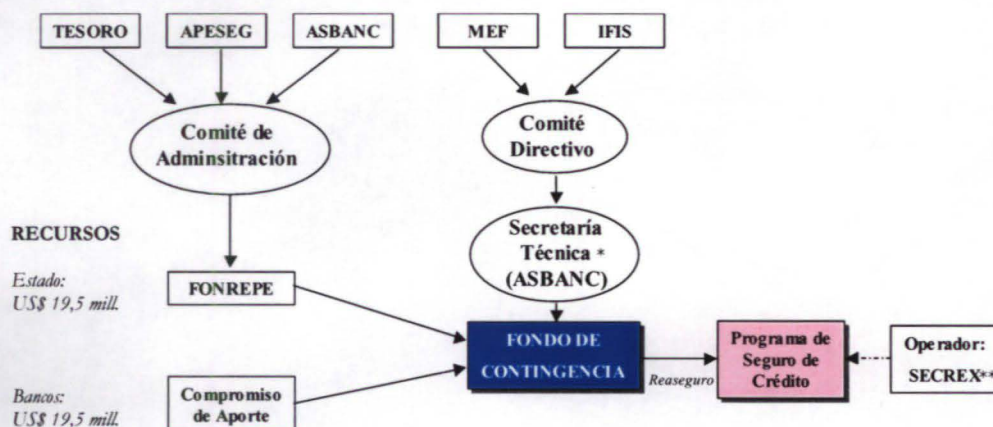 TESORO
APESEG
ASBANC
MEF
IFIS
Comité de
Adminsitración
Comité
Directivo
Secretaría
Técnica *
(ASBANC)
RECURSOS
Estado:
US$ 19,5 mill.
FONREPE
FONDO DE
CONTINGENCIA
Reaseguro
Programa de
Seguro de
Crédito
Operador:
SECREX**
Bancos:
US$ 19,5 mill.
Compromiso
de Aporte